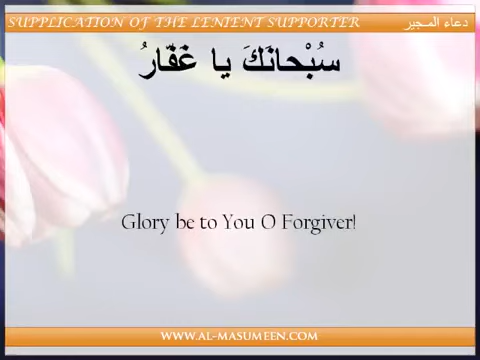 SUPPLICATION OF THE LENIENT SUPPORTER دعاء المجير
سُبْحانَكَ يا غَفّارُ
Glory be to You O Forgiver!
WWW.AL-MASUMEEN.COM